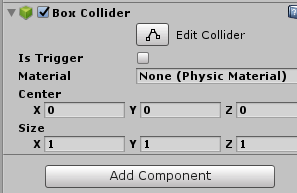 Box Collider
Edit Collider
Is Trigger
Material None (Physic Material)
Center
X 0 Y 0 Z 0
Size
X 1 Y 1 Z 1
Add Component